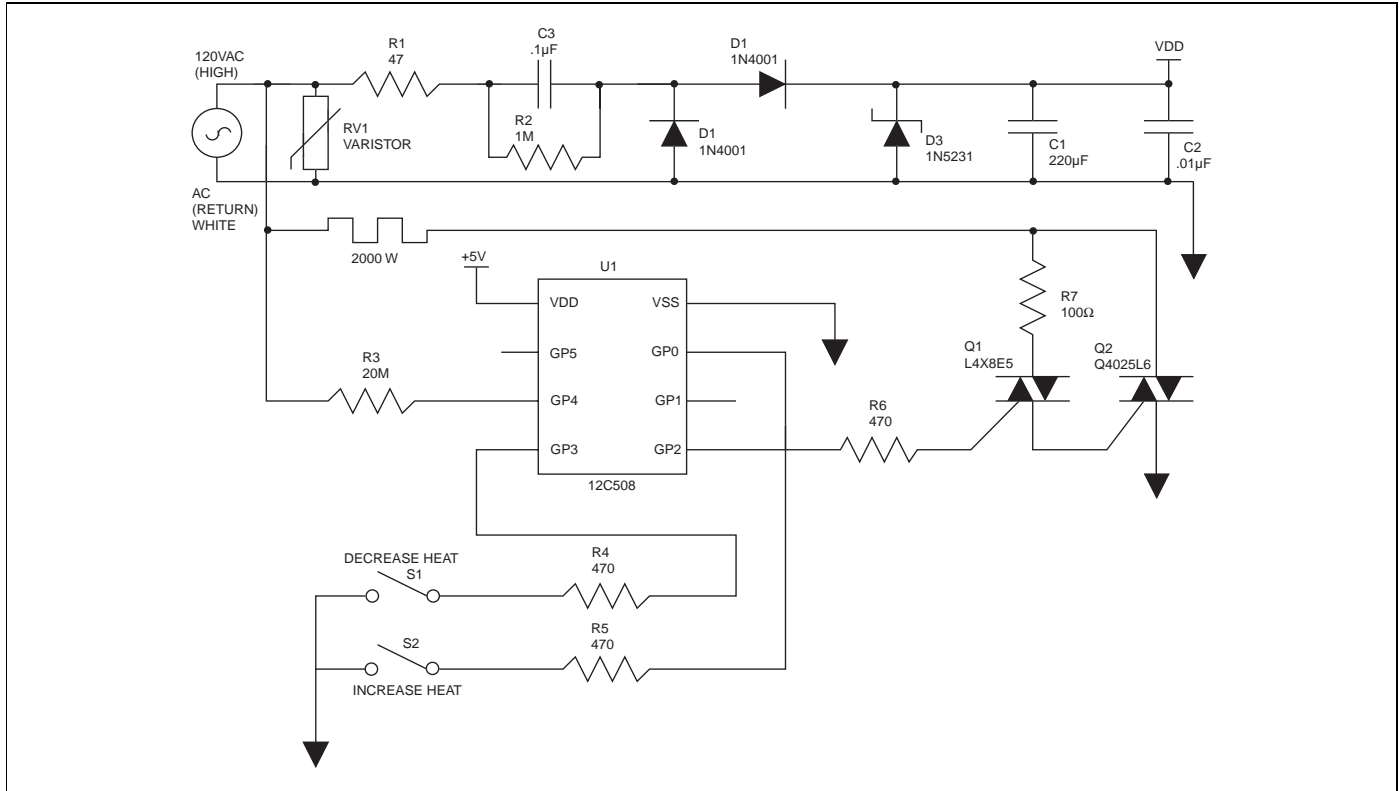 120VAC
(HIGH)
R1
47
C3
.1µF
D1
1N4001
VDD
RV1
VARISTOR
R2
1M
D1
1N4001
D3
1N5231
C1
220µF
C2
.01µF
AC
(RETURN)
WHITE
2000 W
+5V
U1
VDD
VSS
R7
100Ω
R3
20M
GP5
GP0
Q1
L4X8E5
Q2
Q4025L6
GP4
GP1
R6
470
GP3
GP2
12C508
DECREASE HEAT
S1
R4
470
S2
R5
470
INCREASE HEAT